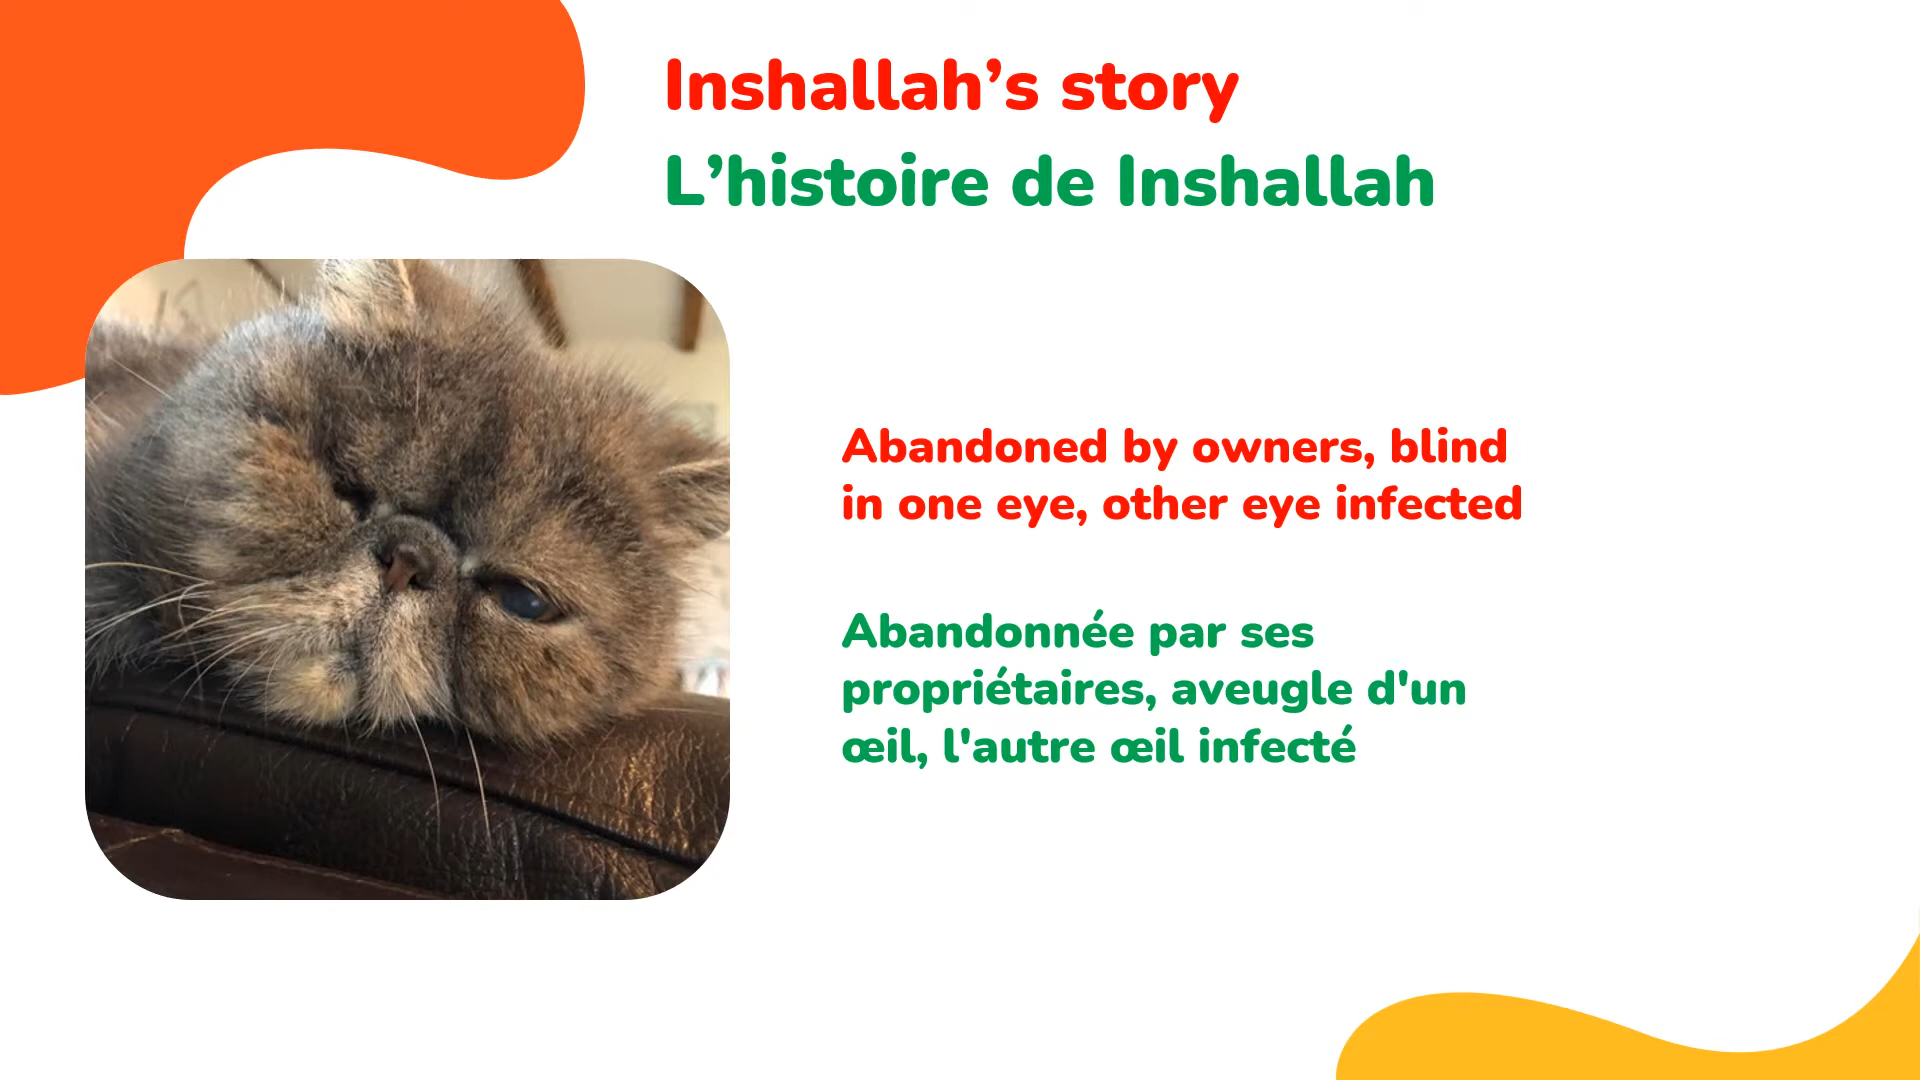 Inshallah’s story
L’histoire de Inshallah
Abandoned by owners, blind
in one eye, other eye infected
Abandonnée par ses
propriétaires, aveugle d'un
œil, l'autre œil infecté